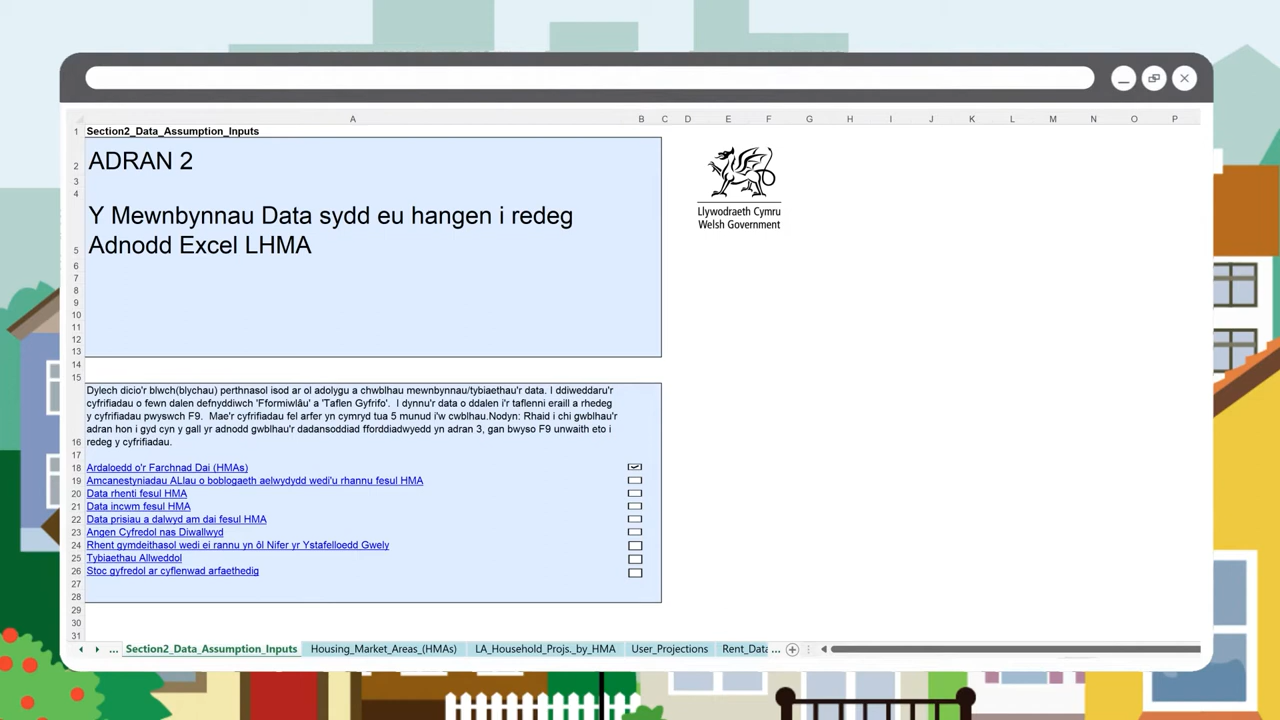 A B C D E F G H I J K L M N O P
1 Section2_Data_Assumption_Inputs
2 ADRAN 2
3
4
Y Mewnbynnau Data sydd eu hangen i redeg
5 Adnodd Excel LHMA
6
7
8
9
10
11
12
13
14
15
Dylech dicio'r blwch(blychau) perthnasol isod ar ol adolygu a chwblhau mewnbynnau/tybiaethau'r data. I ddiweddaru'r
cyfrifiadau o fewn dalen defnyddiwch 'Fformiwlâu' a 'Taflen Gyfrifo'. I dynnu'r data o ddalen i'r taflenni eraill a rhedeg
y cyfrifiadau pwyswch F9. Mae'r cyfrifiadau fel arfer yn cymryd tua 5 munud i'w cwblhau.Nodyn: Rhaid i chi gwblhau'r
adran hon i gyd cyn y gall yr adnodd gwblhau'r dadansoddiad fforddiadwyedd yn adran 3, gan bwyso F9 unwaith eto i
16 redeg y cyfrifiadau.
17
18 Ardaloedd o'r Farchnad Dai (HMAs)
19 Amcanestyniadau ALlau o boblogaeth aelwydydd wedi'u rhannu fesul HMA
20 Data rhenti fesul HMA
21 Data incwm fesul HMA
22 Data prisiau a dalwyd am dai fesul HMA
23 Angen Cyfredol nas Diwallwyd
24 Rhent gymdeithasol wedi ei rannu yn ôl Nifer yr Ystafelloedd Gwely
25 Tybiaethau Allweddol
26 Stoc gyfredol ar cyflenwad arfaethedig
27
28
29
30
31
Llywodraeth Cymru
Welsh Government
... Section2_Data_Assumption_Inputs Housing_Market_Areas_(HMAs) LA_Household_Projs._by_HMA User_Projections Rent_Data ...